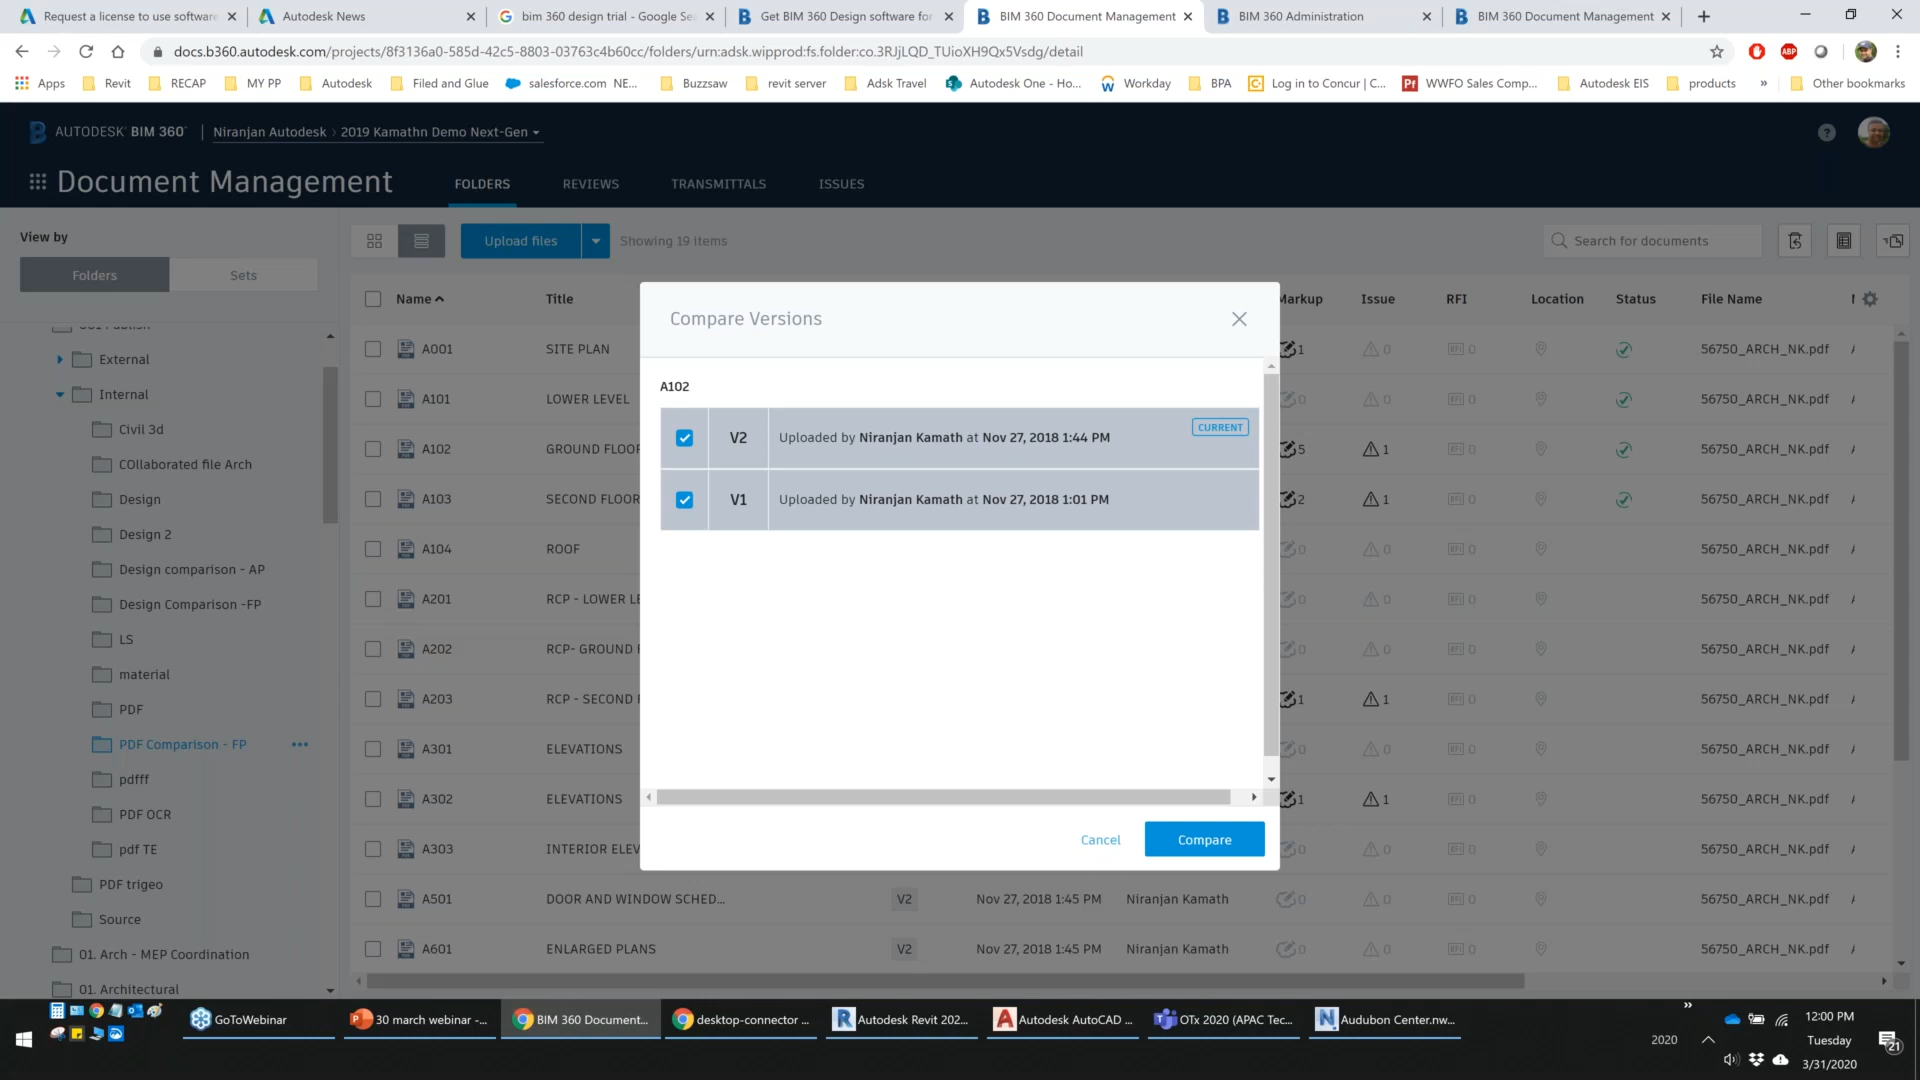 Request a license to use software
Autodesk News
bim 360 design trial - Google Se
Get BIM 360 Design software for
BIM 360 Document Management
BIM 360 Administration
BIM 360 Document Management
docs.b360.autodesk.com/projects/8f3136a0-585d-42c5-8803-03763c4b60cc/folders/urn:adsk.wipprod:fs.folder:co.3RJjLQD_TUioXH9Qx5Vsdg/detail
Apps Revit RECAP MY PP Autodesk Filed and Glue salesforce.com NE... Buzzsaw revit server Adsk Travel Autodesk One - Ho... Workday BPA Log in to Concur | C... WWFO Sales Comp... Autodesk EIS products » Other bookmarks
AUTODESK® BIM 360® Niranjan Autodesk > 2019 Kamathn Demo Next-Gen
Document Management FOLDERS REVIEWS TRANSMITTALS ISSUES
View by
Folders Sets
Upload files Showing 19 items Search for documents
Name Title Markup Issue RFI Location Status File Name
External
Internal
Civil 3d
COllaborated file Arch
Design
Design 2
Design comparison - AP
Design Comparison -FP
LS
material
PDF
PDF Comparison - FP •••
pdfff
PDF OCR
pdf TE
PDF trigeo
Source
01. Arch - MEP Coordination
01. Architectural
A001 SITE PLAN 1 0 RFI 0 56750_ARCH_NK.pdf
A101 LOWER LEVEL 0 0 RFI 0 56750_ARCH_NK.pdf
A102 GROUND FLOOR 5 1 RFI 0 56750_ARCH_NK.pdf
A103 SECOND FLOOR 2 1 RFI 0 56750_ARCH_NK.pdf
A104 ROOF 0 0 RFI 0 56750_ARCH_NK.pdf
A201 RCP - LOWER LE 0 0 RFI 0 56750_ARCH_NK.pdf
A202 RCP- GROUND F 0 0 RFI 0 56750_ARCH_NK.pdf
A203 RCP - SECOND F 1 1 RFI 0 56750_ARCH_NK.pdf
A301 ELEVATIONS 0 0 RFI 0 56750_ARCH_NK.pdf
A302 ELEVATIONS 1 1 RFI 0 56750_ARCH_NK.pdf
A303 INTERIOR ELEV 0 0 RFI 0 56750_ARCH_NK.pdf
A501 DOOR AND WINDOW SCHED... V2 Nov 27, 2018 1:45 PM Niranjan Kamath 0 0 RFI 0 56750_ARCH_NK.pdf
A601 ENLARGED PLANS V2 Nov 27, 2018 1:45 PM Niranjan Kamath 0 0 RFI 0 56750_ARCH_NK.pdf
Compare Versions
A102
V2 Uploaded by Niranjan Kamath at Nov 27, 2018 1:44 PM CURRENT
V1 Uploaded by Niranjan Kamath at Nov 27, 2018 1:01 PM
Cancel Compare
GoToWebinar
30 march webinar -...
BIM 360 Document...
desktop-connector ...
Autodesk Revit 202...
Autodesk AutoCAD ...
OTx 2020 (APAC Tec...
Audubon Center.nw...
»
2020
12:00 PM
Tuesday
3/31/2020
21